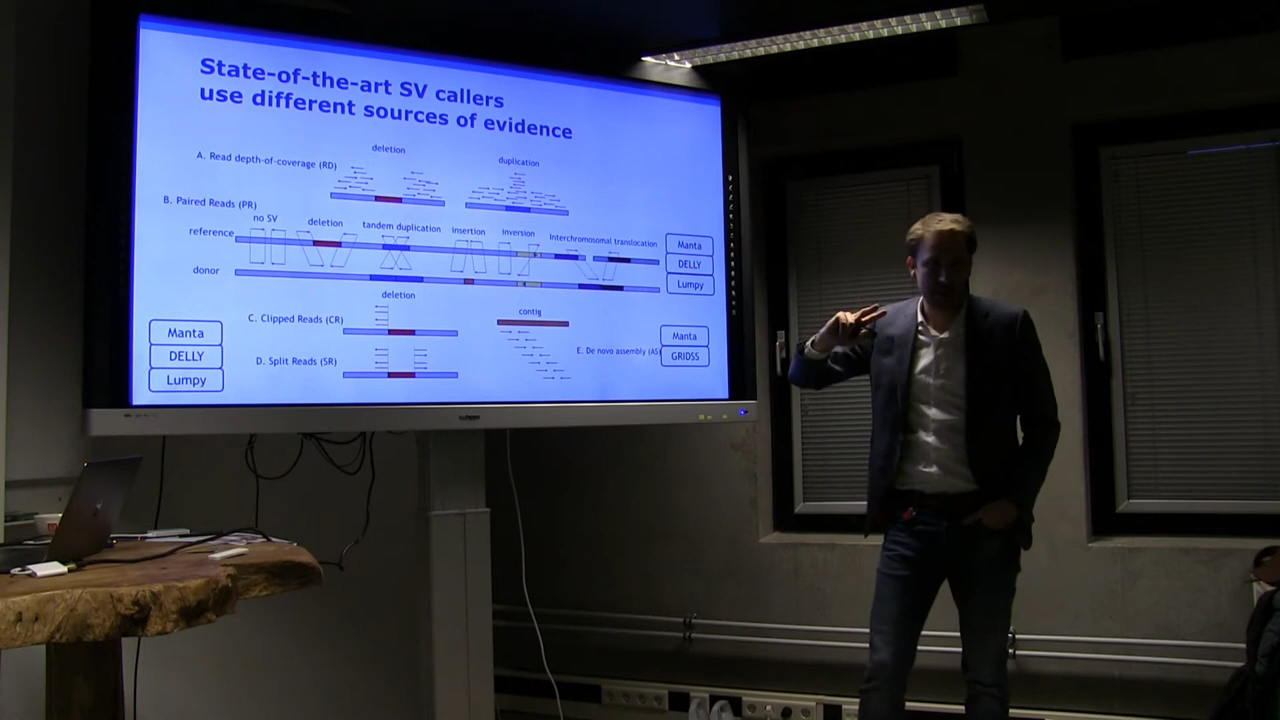 State-of-the-art SV callers
use different sources of evidence
deletion
duplication
A. Read depth-of-coverage (RD)
B. Paired Reads (PR)
no SV
deletion
tandem duplication
insertion
inversion
Interchromosomal translocation
reference
donor
Manta
DELLY
Lumpy
deletion
contig
C. Clipped Reads (CR)
D. Split Reads (SR)
E. De novo assembly (AS)
Manta
DELLY
Lumpy
Manta
GRIDSS